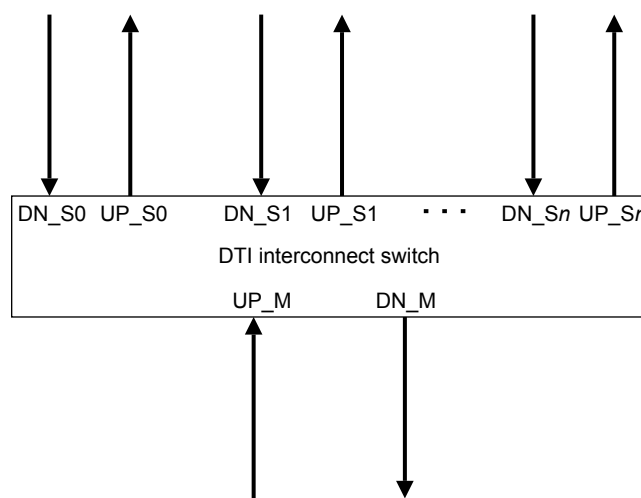 DN_S0 UP_S0 DN_S1 UP_S1 . . . DN_Sn UP_Sn
DTI interconnect switch
UP_M DN_M